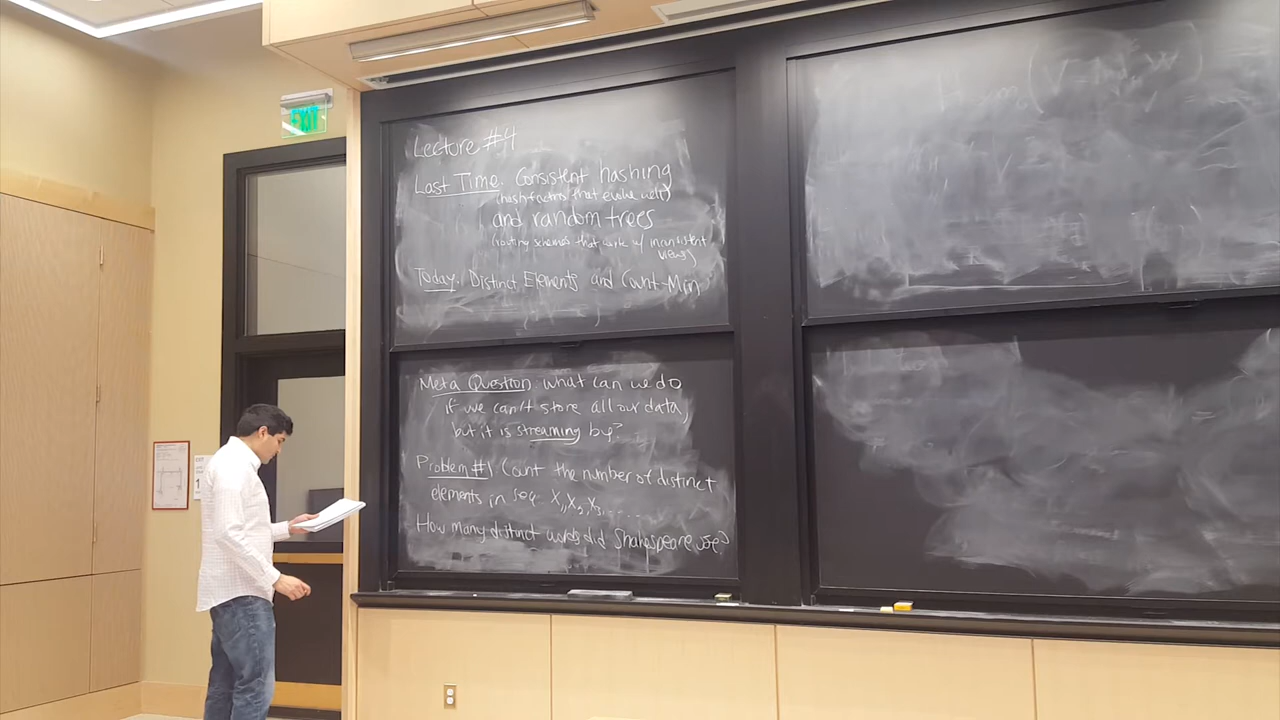 EXIT
Lecture #4
Last Time. Consistent hashing
(hash factns that evolve well)
and random trees
(routing schemes that work w/ inconsistent
views)
Today. Distinct Elements and Count-Min
Meta Question: what can we do
if we can't store all our data,
but it is streaming by?
Problem #1 Count the number of distinct
elements in seq X₁, X₂, X₃, ....
How many distinct words did Shakespeare use?